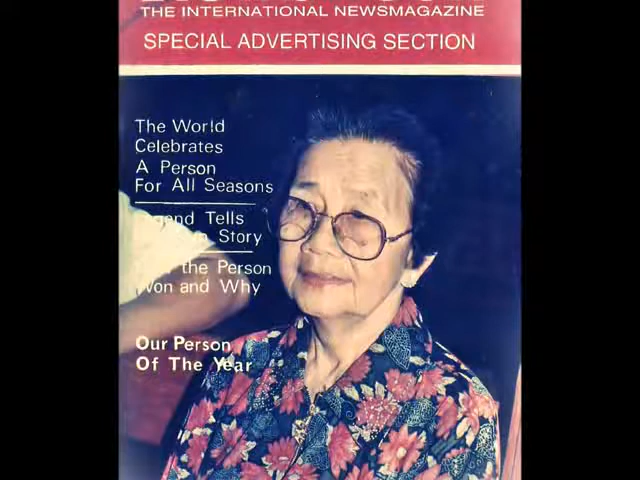 THE INTERNATIONAL NEWSMAGAZINE
SPECIAL ADVERTISING SECTION
The World
Celebrates
A Person
For All Seasons
Tells
Story
the Person
Won and Why
Our Person
Of The Year